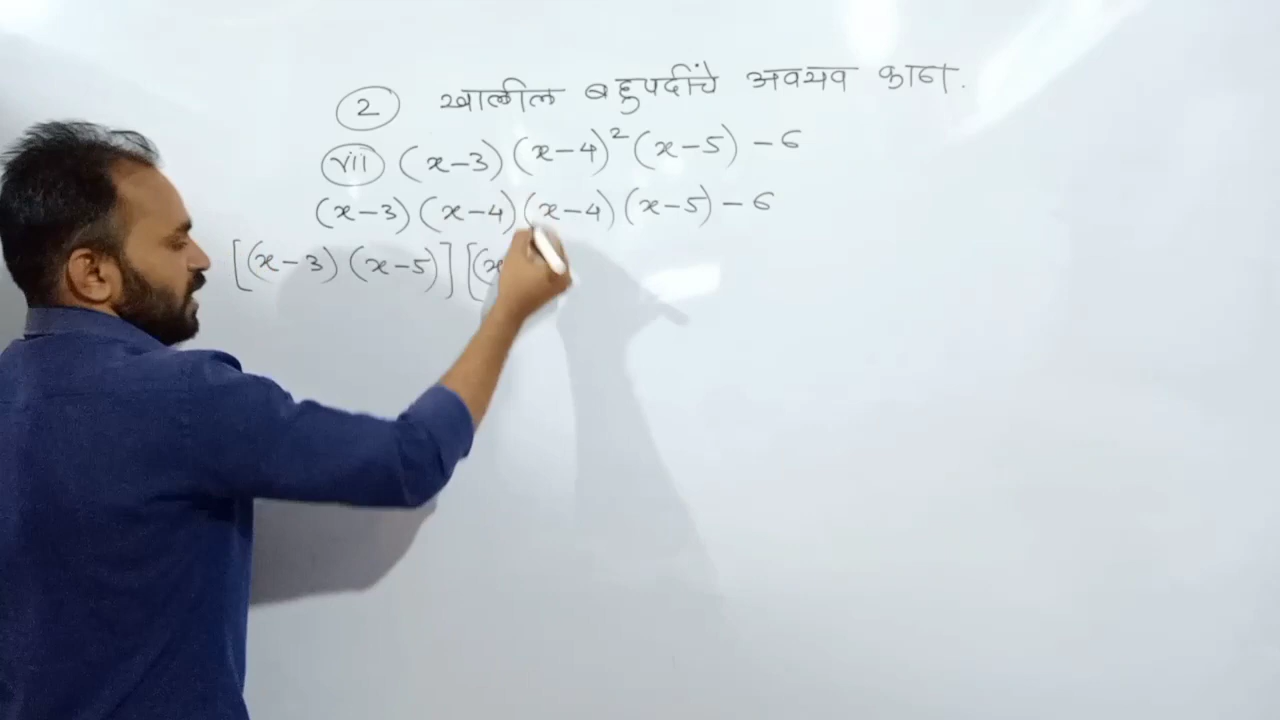 2 खालील बहुपदींचे अवयव काढा.
vii (x-3)(x-4)²(x-5)-6
(x-3)(x-4)(x-4)(x-5)-6
[(x-3)(x-5)][(x